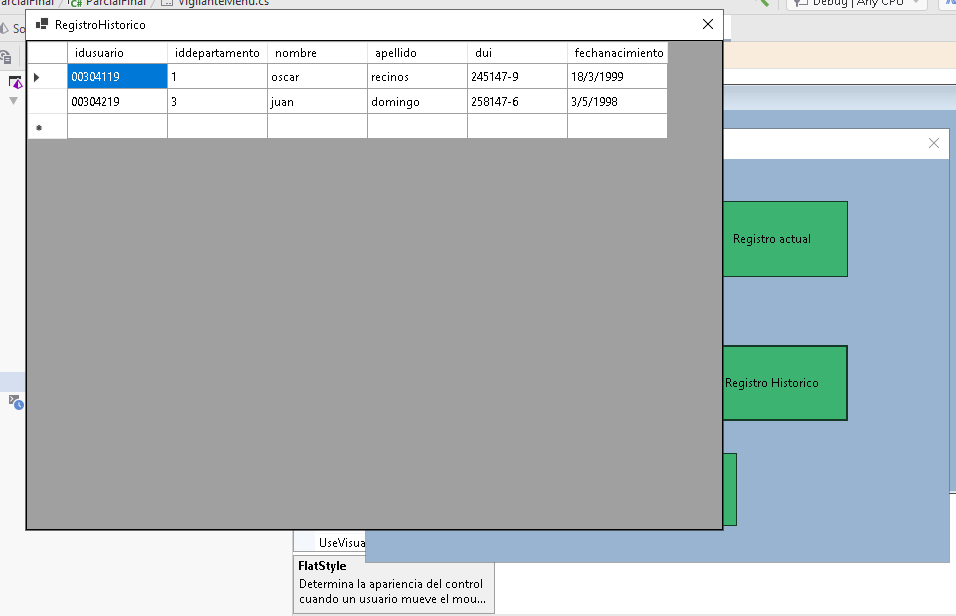 ParcialFinal
VigilanteMenu.cs
Debug | Any CPU
So
RegistroHistorico
idusuario iddepartamento nombre apellido dui fechanacimiento
00304119 1 oscar recinos 245147-9 18/3/1999
00304219 3 juan domingo 258147-6 3/5/1998
Registro actual
Registro Historico
UseVisua
FlatStyle
Determina la apariencia del control
cuando un usuario mueve el mou...